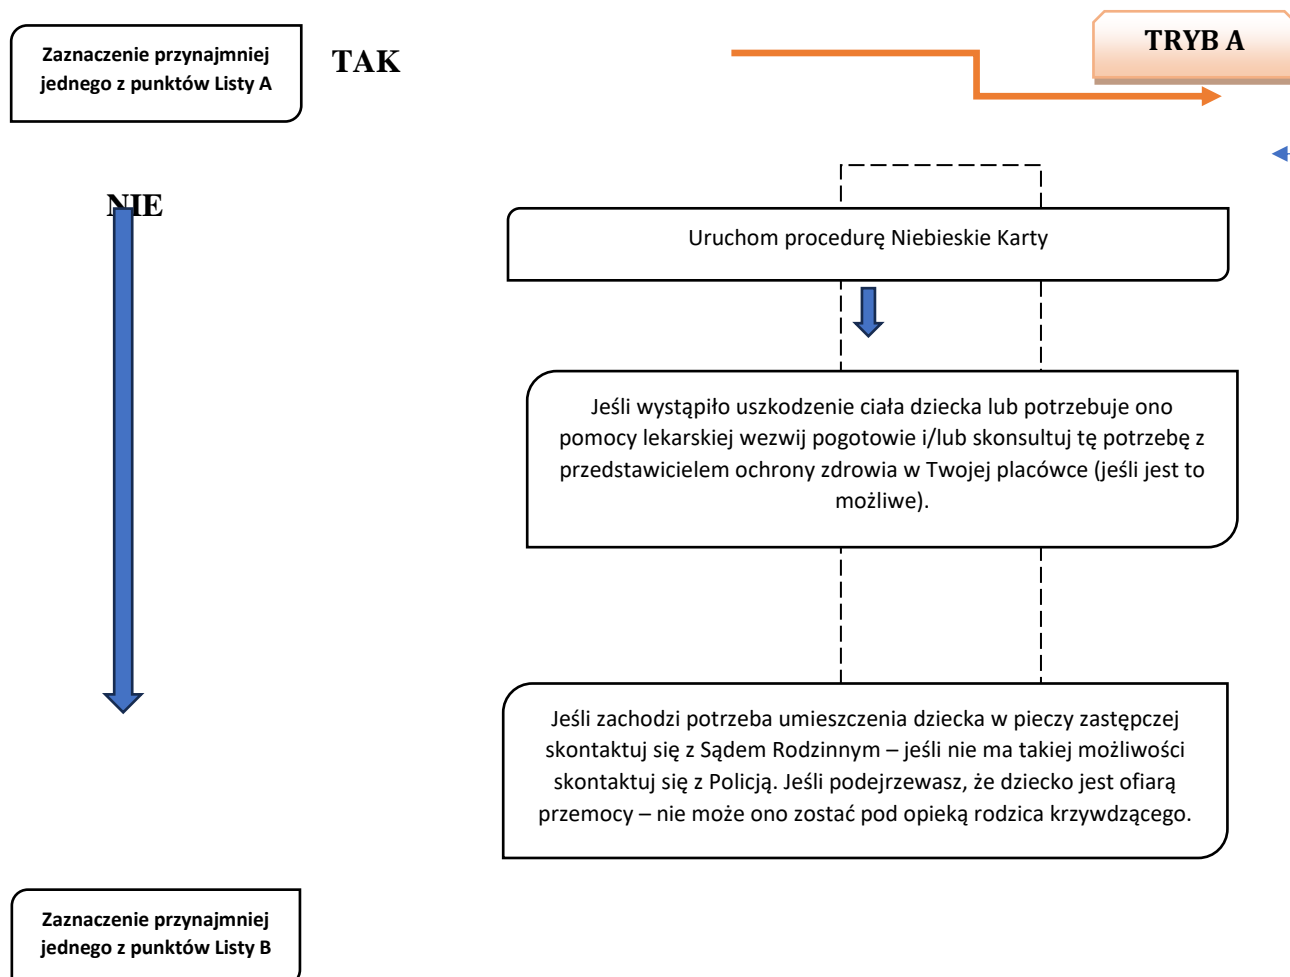 Zaznaczenie przynajmniej
jednego z punktów Listy A
TAK
TRYB A
NIE
Uruchom procedurę Niebieskie Karty
Jeśli wystąpiło uszkodzenie ciała dziecka lub potrzebuje ono
pomocy lekarskiej wezwij pogotowie i/lub skonsultuj tę potrzebę z
przedstawicielem ochrony zdrowia w Twojej placówce (jeśli jest to
możliwe).
Jeśli zachodzi potrzeba umieszczenia dziecka w pieczy zastępczej
skontaktuj się z Sądem Rodzinnym – jeśli nie ma takiej możliwości
skontaktuj się z Policją. Jeśli podejrzewasz, że dziecko jest ofiarą
przemocy – nie może ono zostać pod opieką rodzica krzywdzącego.
Zaznaczenie przynajmniej
jednego z punktów Listy B